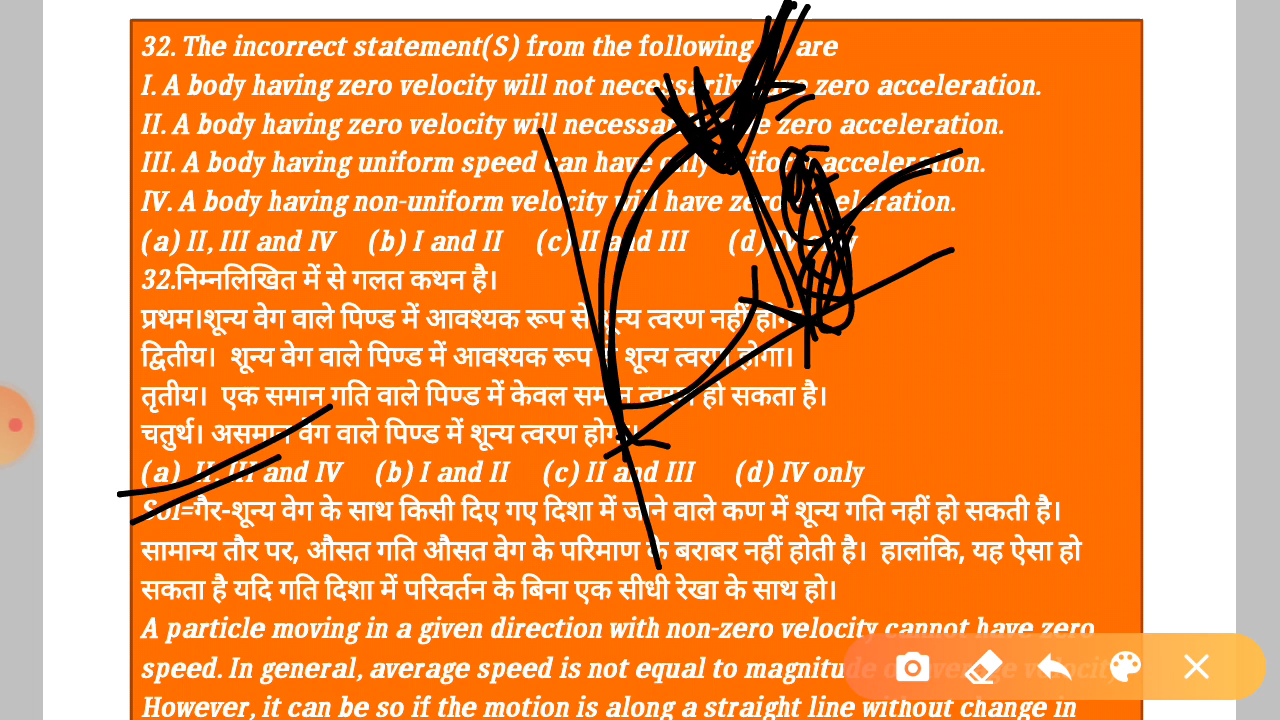 32. The incorrect statement(S) from the following are
I. A body having zero velocity will not necessarily have zero acceleration.
II. A body having zero velocity will necessarily have zero acceleration.
III. A body having uniform speed can have only uniform acceleration.
IV. A body having non-uniform velocity will have zero acceleration.
(a) II, III and IV (b) I and II (c) II and III (d) IV only
32.निम्नलिखित में से गलत कथन है।
प्रथम।शून्य वेग वाले पिण्ड में आवश्यक रूप से शून्य त्वरण नहीं होगा
द्वितीय। शून्य वेग वाले पिण्ड में आवश्यक रूप से शून्य त्वरण होगा।
तृतीय। एक समान गति वाले पिण्ड में केवल समान त्वरण हो सकता है।
चतुर्थ। असमान वेग वाले पिण्ड में शून्य त्वरण होगा।
(a) II, III and IV (b) I and II (c) II and III (d) IV only
Sol=गैर-शून्य वेग के साथ किसी दिए गए दिशा में जाने वाले कण में शून्य गति नहीं हो सकती है।
सामान्य तौर पर, औसत गति औसत वेग के परिमाण के बराबर नहीं होती है। हालांकि, यह ऐसा हो
सकता है यदि गति दिशा में परिवर्तन के बिना एक सीधी रेखा के साथ हो।
A particle moving in a given direction with non-zero velocity cannot have zero
speed. In general, average speed is not equal to magnitude of average velocity.
However, it can be so if the motion is along a straight line without change in